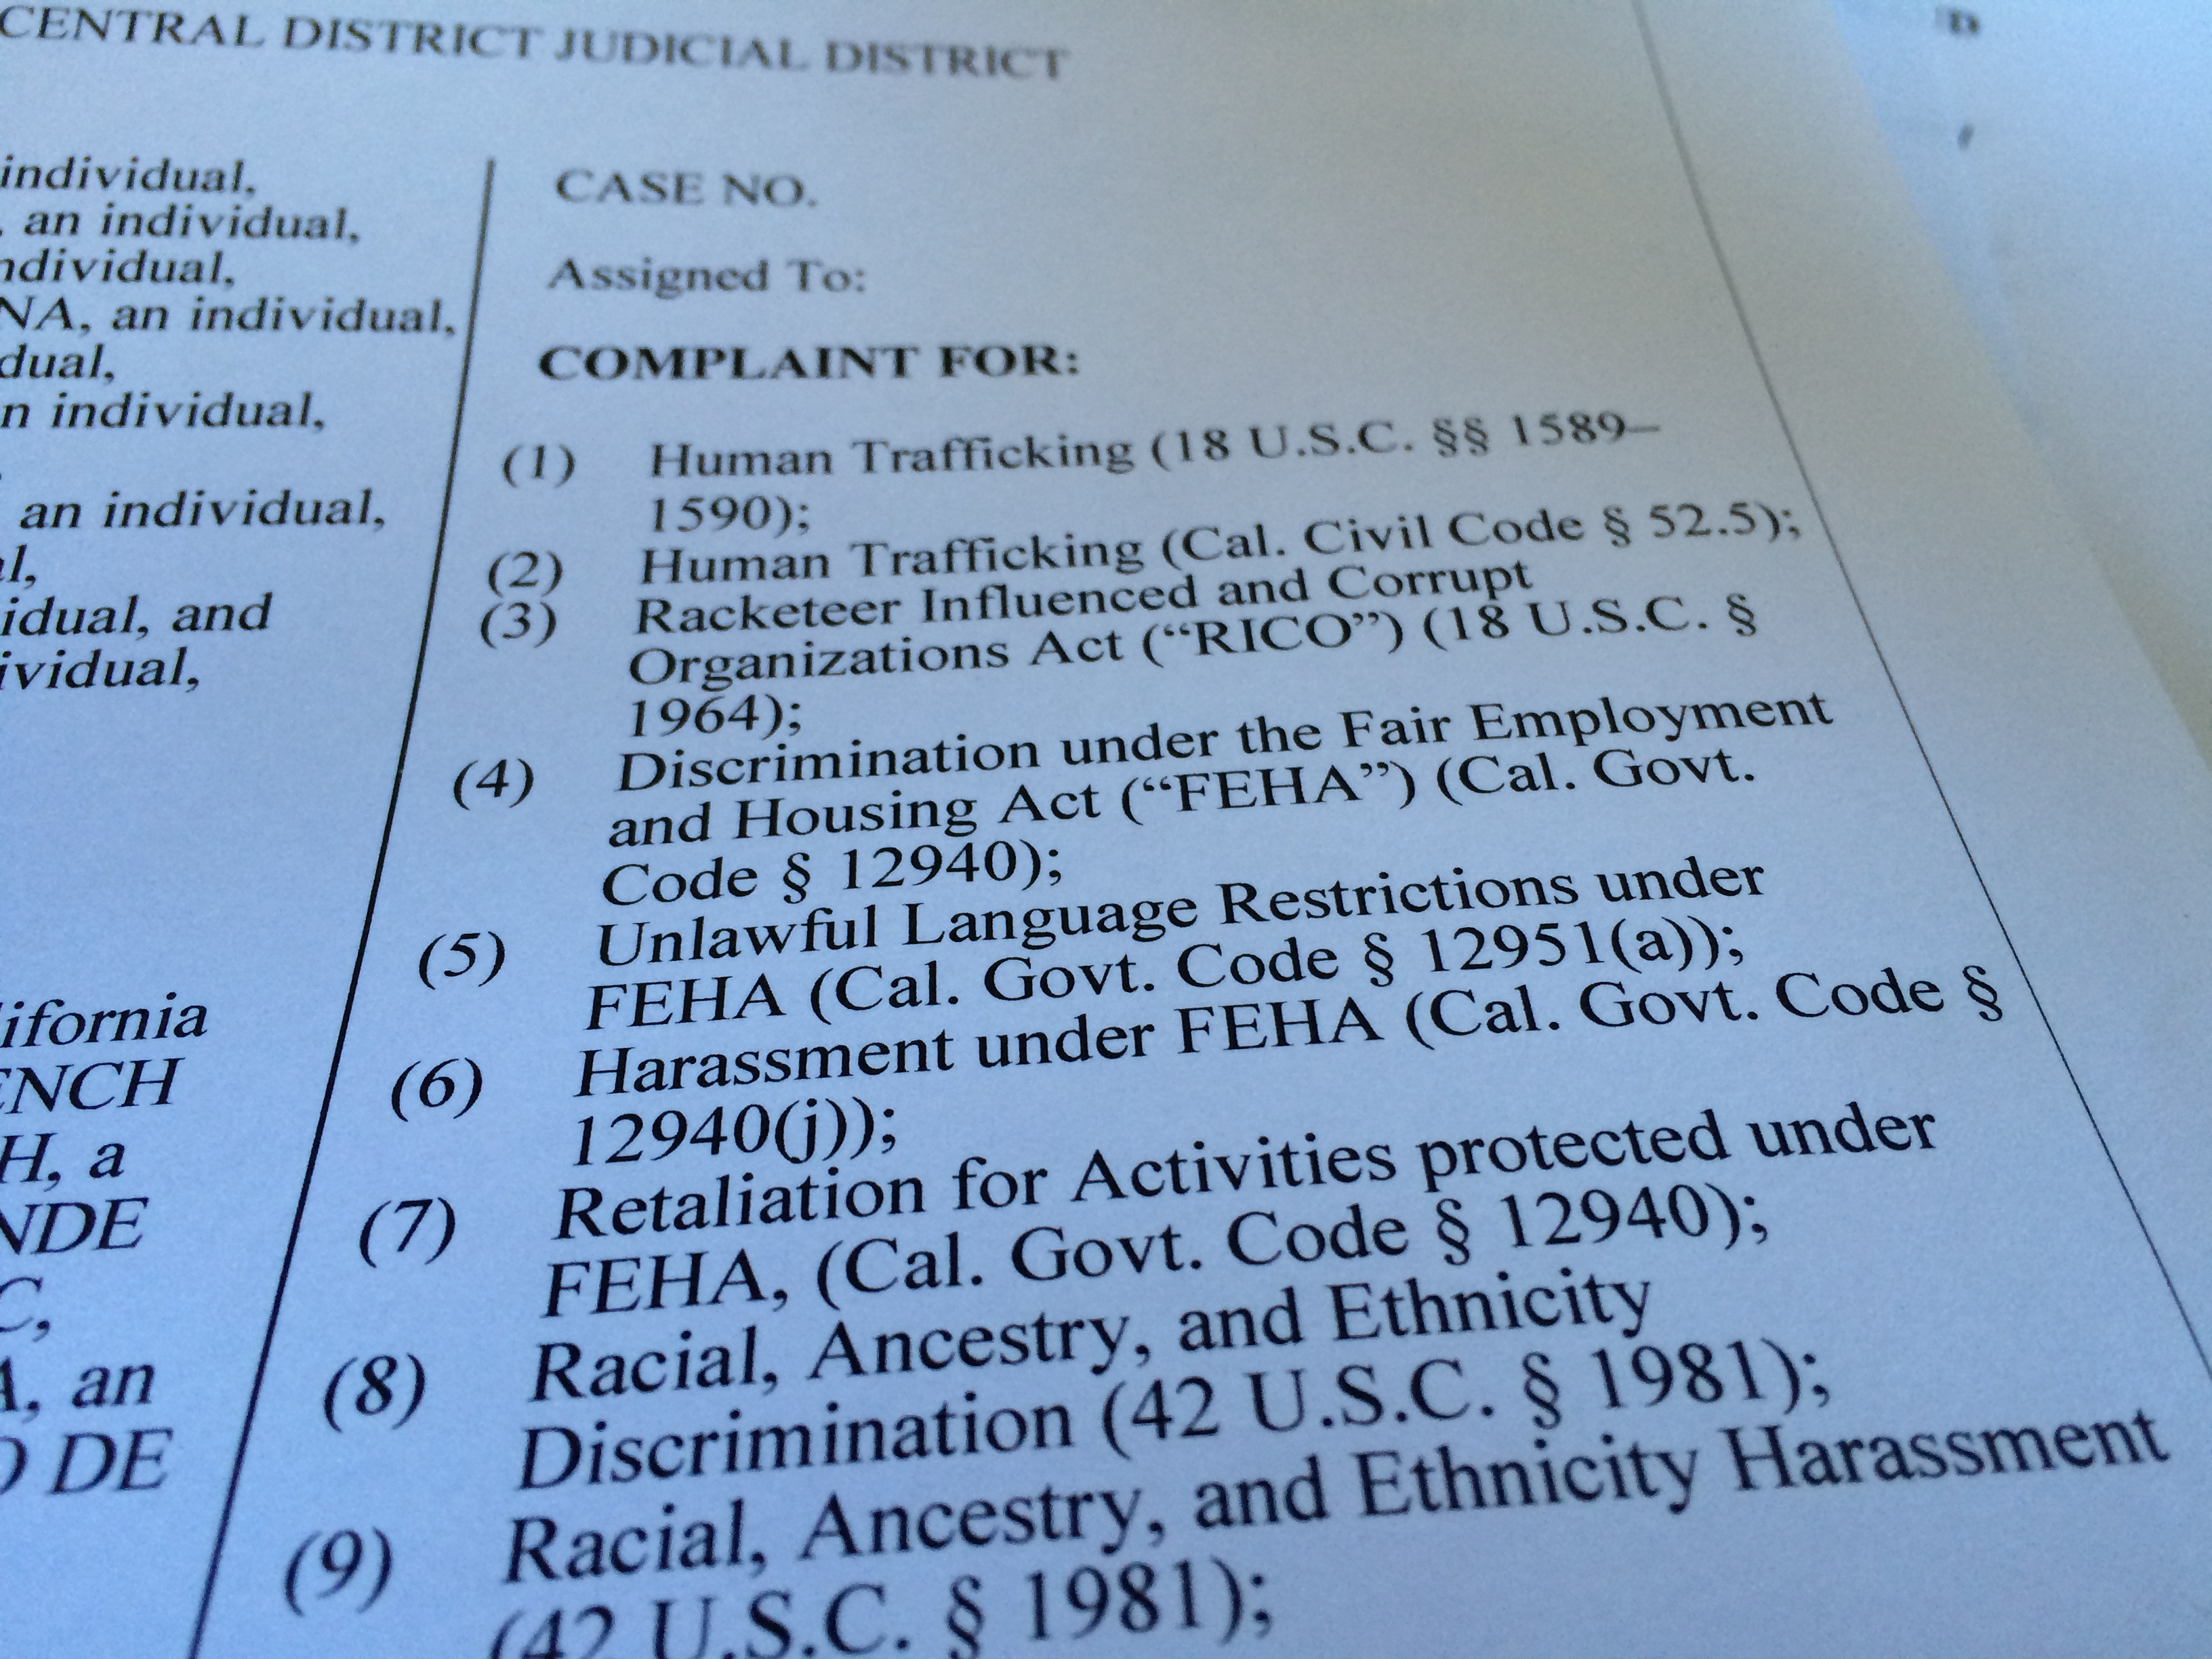 CENTRAL DISTRICT JUDICIAL DISTRICT
individual,
, an individual,
ndividual,
NA, an individual,
dual,
n individual,
an individual,
l,
idual, and
ividual,
ifornia
ENCH
H, a
NDE
C,
A, an
O DE
CASE NO.
Assigned To:
COMPLAINT FOR:
(1) Human Trafficking (18 U.S.C. §§ 1589–
1590);
(2) Human Trafficking (Cal. Civil Code § 52.5);
(3) Racketeer Influenced and Corrupt
Organizations Act (“RICO”) (18 U.S.C. §
1964);
(4) Discrimination under the Fair Employment
and Housing Act (“FEHA”) (Cal. Govt.
Code § 12940);
(5) Unlawful Language Restrictions under
FEHA (Cal. Govt. Code § 12951(a));
(6) Harassment under FEHA (Cal. Govt. Code §
12940(j));
(7) Retaliation for Activities protected under
FEHA, (Cal. Govt. Code § 12940);
(8) Racial, Ancestry, and Ethnicity
Discrimination (42 U.S.C. § 1981);
(9) Racial, Ancestry, and Ethnicity Harassment
(42 U.S.C. § 1981);